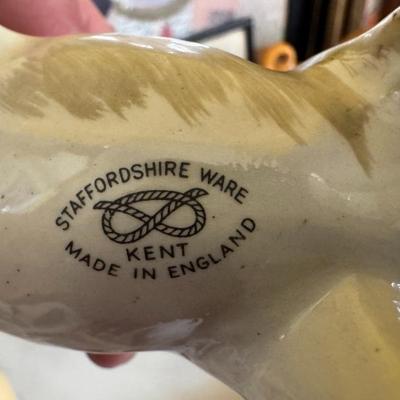 STAFFORDSHIRE WARE
KENT
MADE IN ENGLAND